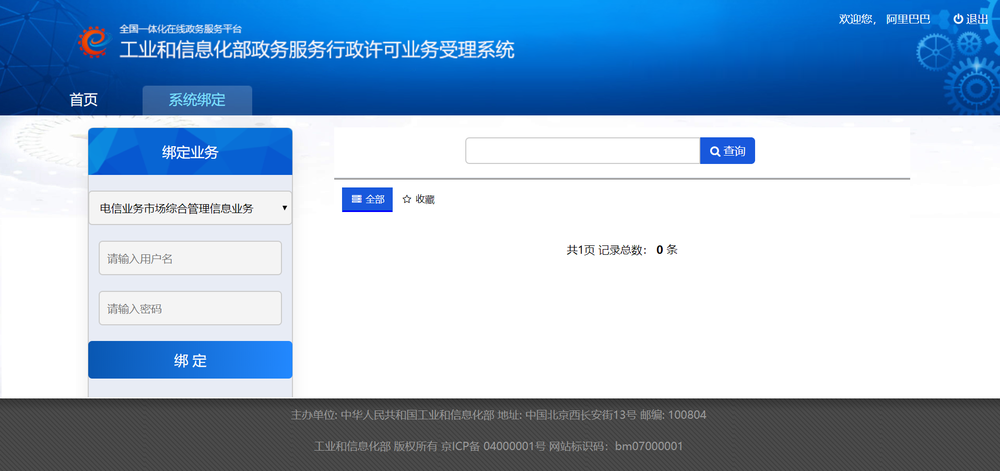 欢迎您， 阿里巴巴 退出
全国一体化在线政务服务平台
工业和信息化部政务服务行政许可业务受理系统
首页 系统绑定
绑定业务
电信业务市场综合管理信息业务
请输入用户名
请输入密码
绑 定
查询
全部 收藏
共1页 记录总数： 0 条
主办单位: 中华人民共和国工业和信息化部 地址: 中国北京西长安街13号 邮编: 100804
工业和信息化部 版权所有 京ICP备 04000001号 网站标识码：bm07000001